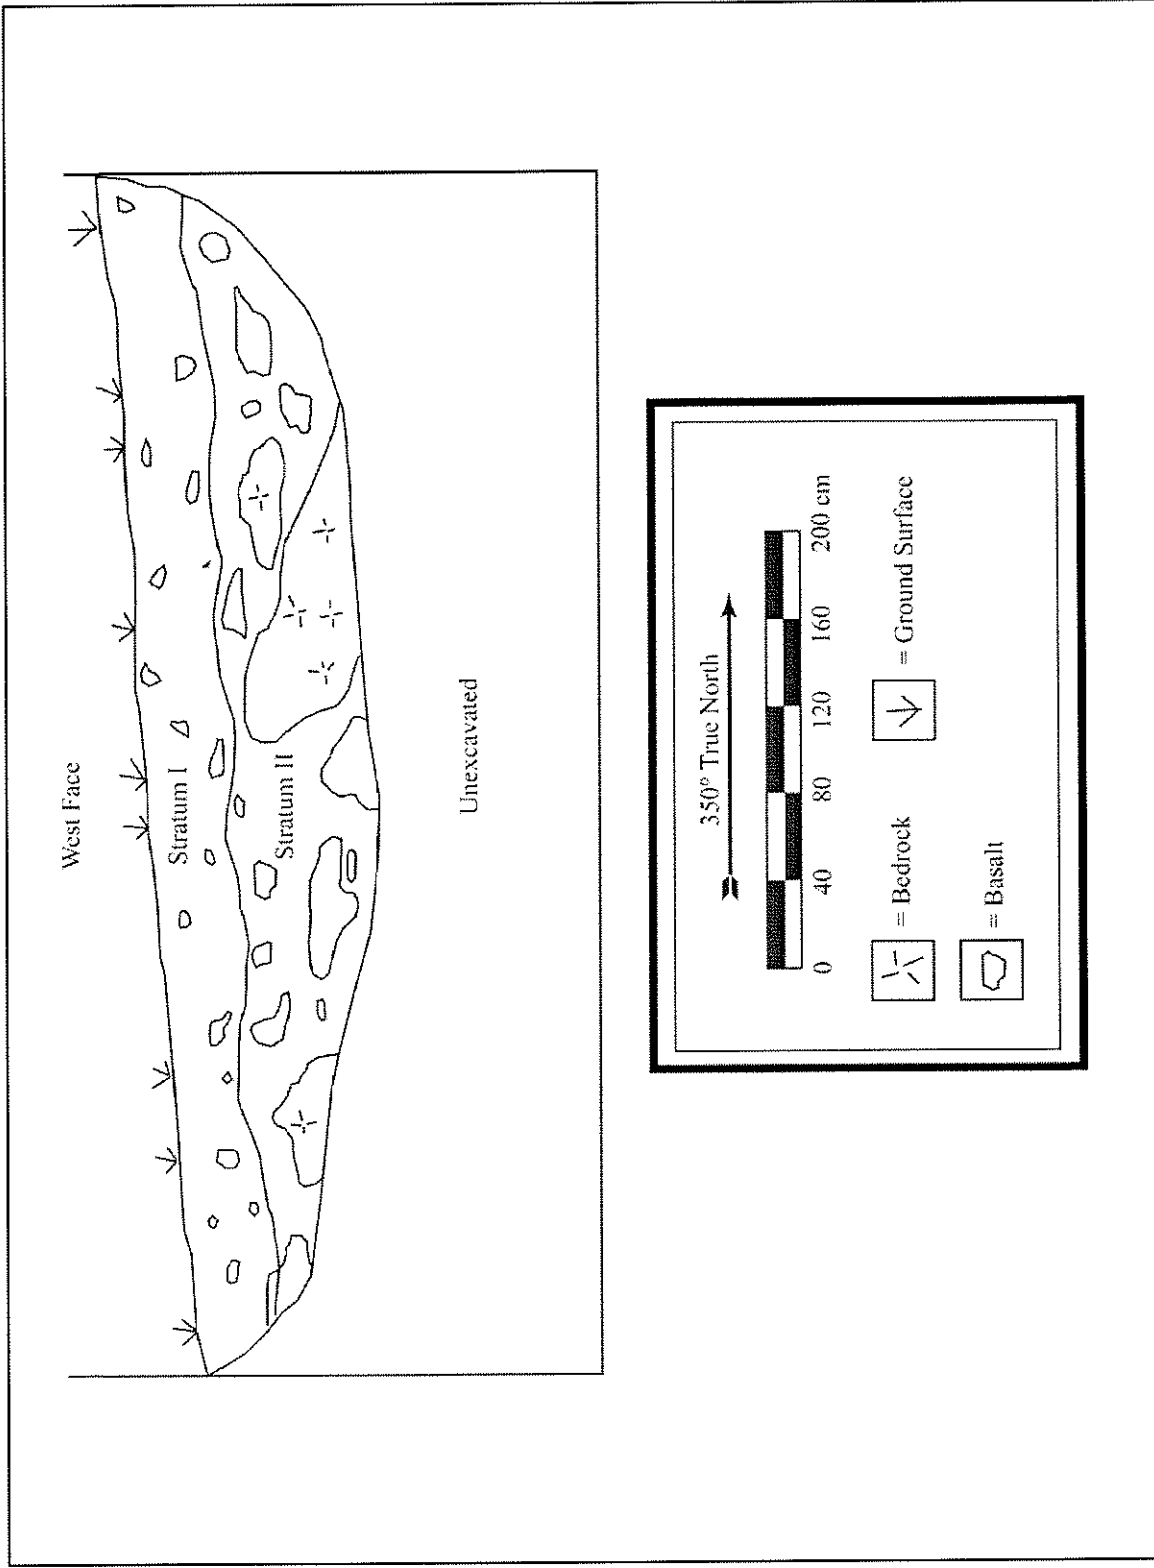 West Face
Stratum I
Stratum II
Unexcavated
350° True North
0 40 80 120 160 200 cm
= Bedrock
= Ground Surface
= Basalt